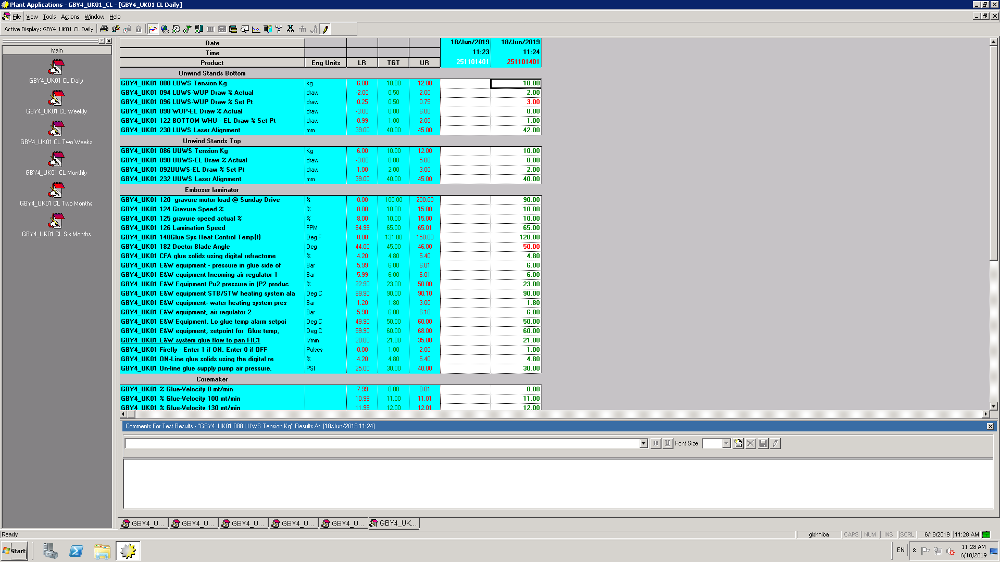 Plant Applications - GBY4_UK01_CL - [GBY4_UK01 CL Daily]
File View Tools Actions Window Help
Active Display: GBY4_UK01 CL Daily
Main
GBY4_UK01 CL Daily
GBY4_UK01 CL Weekly
GBY4_UK01 CL Two Weeks
GBY4_UK01 CL Monthly
GBY4_UK01 CL Two Months
GBY4_UK01 CL Six Months
Date 18/Jun/2019 18/Jun/2019
Time 11:23 11:24
Product Eng Units LR TGT UR 251101401 251101401
Unwind Stands Bottom
GBY4_UK01 088 LUWS Tension Kg kg 6.00 10.00 12.00 10.00
GBY4_UK01 094 LUWS-WUP Draw % Actual draw -2.00 0.50 2.00 2.00
GBY4_UK01 096 LUWS-WUP Draw % Set Pt draw 0.25 0.50 0.75 3.00
GBY4_UK01 098 WUP-EL Draw % Actual draw -3.00 0.00 6.00 0.00
GBY4_UK01 122 BOTTOM WHU - EL Draw % Set Pt draw 0.99 1.00 2.00 1.00
GBY4_UK01 230 LUWS Laser Alignment mm 39.00 40.00 45.00 42.00
Unwind Stands Top
GBY4_UK01 086 UUWS Tension Kg Kg 6.00 10.00 12.00 10.00
GBY4_UK01 090 UUWS-EL Draw % Actual draw -3.00 0.00 5.00 0.00
GBY4_UK01 092UUWS-EL Draw % Set Pt draw 1.00 2.00 3.00 2.00
GBY4_UK01 232 UUWS Laser Alignment mm 39.00 40.00 45.00 40.00
Emboser laminator
GBY4_UK01 120 gravure motor load @ Sunday Drive % 0.00 100.00 200.00 90.00
GBY4_UK01 124 Gravure Speed % % 8.00 10.00 15.00 10.00
GBY4_UK01 125 gravure speed actual % % 8.00 10.00 15.00 10.00
GBY4_UK01 126 Lamination Speed FPM 64.99 65.00 65.01 65.00
GBY4_UK01 148Glue Sys Heat Control Temp{f} Deg F 0.00 131.00 150.00 120.00
GBY4_UK01 182 Doctor Blade Angle Deg 44.00 45.00 46.00 50.00
GBY4_UK01 CFA glue solids using digital refractome % 4.20 4.80 5.40 4.80
GBY4_UK01 E&W equipment - pressure in glue side of Bar 5.99 6.00 6.01 6.00
GBY4_UK01 E&W equipment Incoming air regulator 1 Bar 5.99 6.00 6.01 6.00
GBY4_UK01 E&W Equipment Pu2 pressure in (P2 produc % 22.90 23.00 50.00 23.00
GBY4_UK01 E&W equipment STB/STW heating system ala Deg C 89.90 90.00 90.10 90.00
GBY4_UK01 E&W equipment- water heating system pres Bar 1.20 1.80 3.00 1.80
GBY4_UK01 E&W equipment, air regulator 2 Bar 5.90 6.00 6.10 6.00
GBY4_UK01 E&W Equipment, Lo glue temp alarm setpoi Deg C 49.90 50.00 60.00 50.00
GBY4_UK01 E&W equipment, setpoint for Glue temp, Deg C 59.90 60.00 68.00 60.00
GBY4_UK01 E&W system glue flow to pan FIC1 l/min 20.00 21.00 35.00 21.00
GBY4_UK01 Firefly - Enter 1 if ON. Enter 0 if OFF Pulses 0.00 1.00 2.00 1.00
GBY4_UK01 ON-Line glue solids using the digital re % 4.20 4.80 5.40 4.80
GBY4_UK01 On-line glue supply pump air pressure. PSI 25.00 30.00 40.00 30.00
Coremaker
GBY4_UK01 % Glue-Velocity 0 mt/min 7.99 8.00 8.01 8.00
GBY4_UK01 % Glue-Velocity 100 mt/min 10.99 11.00 11.01 11.00
GBY4_UK01 % Glue-Velocity 130 mt/min 11.99 12.00 12.01 12.00
Comments For Test Results - "GBY4_UK01 088 LUWS Tension Kg" Results At [18/Jun/2019 11:24]
B U Font Size
GBY4_U... GBY4_U... GBY4_U... GBY4_U... GBY4_U... GBY4_UK...
Ready gbhniba CAPS NUM INS SCRL 6/18/2019 11:28 AM
Start EN 11:28 AM
6/18/2019